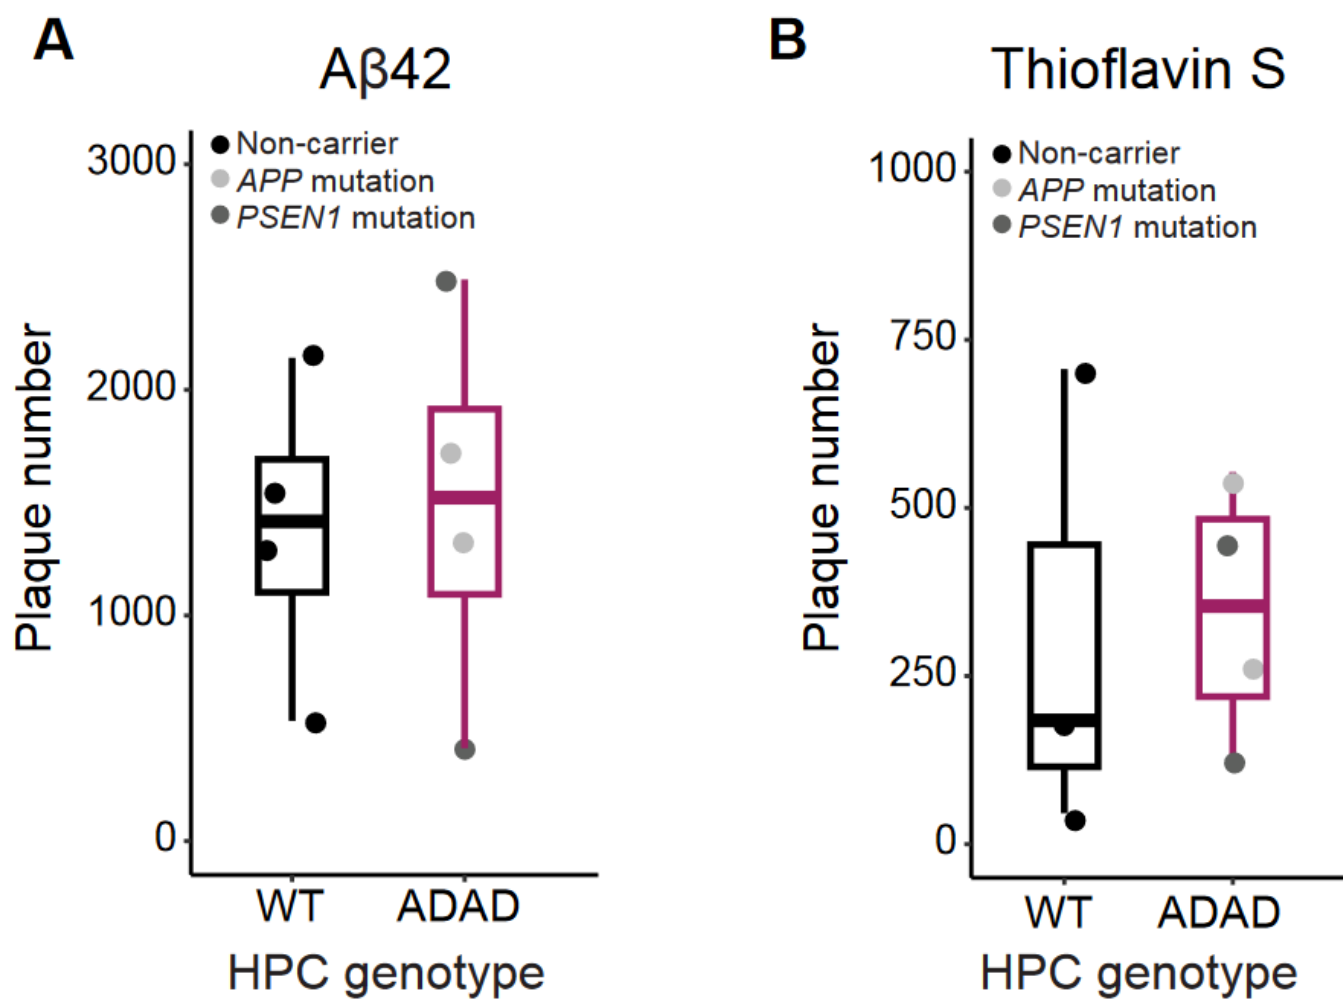 A
Aβ42
Non-carrier
APP mutation
PSEN1 mutation
3000
2000
1000
0
Plaque number
WT ADAD
HPC genotype
B
Thioflavin S
Non-carrier
APP mutation
PSEN1 mutation
1000
750
500
250
0
Plaque number
WT ADAD
HPC genotype